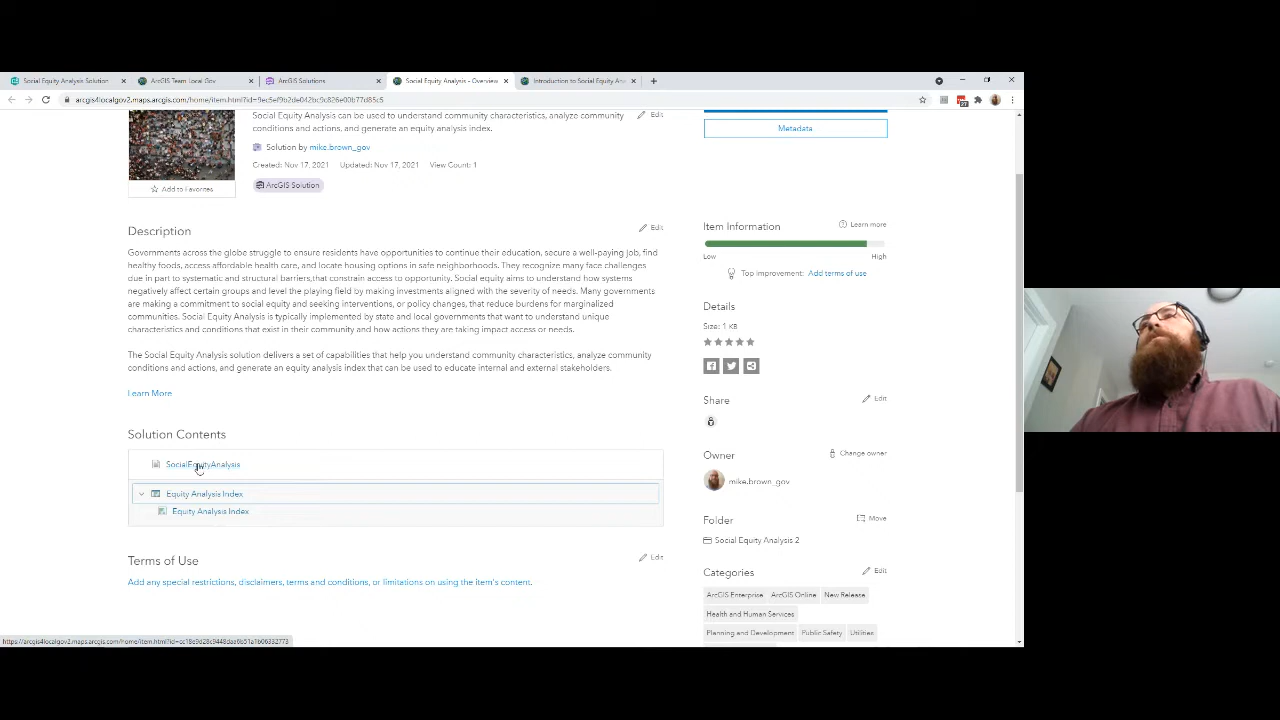 Social Equity Analysis Solution
ArcGIS Team Local Gov
ArcGIS Solutions
Social Equity Analysis - Overview
Introduction to Social Equity An
arcgis4localgov2.maps.arcgis.com/home/item.html?id=9ec5ef9b2de042bc9c826e00b77d85c5
Social Equity Analysis can be used to understand community characteristics, analyze community
conditions and actions, and generate an equity analysis index.
Edit
Metadata
Solution by mike.brown_gov
Created: Nov 17, 2021 Updated: Nov 17, 2021 View Count: 1
Add to Favorites
ArcGIS Solution
Description
Edit
Governments across the globe struggle to ensure residents have opportunities to continue their education, secure a well-paying job, find
healthy foods, access affordable health care, and locate housing options in safe neighborhoods. They recognize many face challenges
due in part to systematic and structural barriers,that constrain access to opportunity. Social equity aims to understand how systems
negatively affect certain groups and level the playing field by making investments aligned with the severity of needs. Many governments
are making a commitment to social equity and seeking interventions, or policy changes, that reduce burdens for marginalized
communities. Social Equity Analysis is typically implemented by state and local governments that want to understand unique
characteristics and conditions that exist in their community and how actions they are taking impact access or needs.
The Social Equity Analysis solution delivers a set of capabilities that help you understand community characteristics, analyze community
conditions and actions, and generate an equity analysis index that can be used to educate internal and external stakeholders.
Learn More
Solution Contents
SocialEquityAnalysis
Equity Analysis Index
Equity Analysis Index
Terms of Use
Edit
Add any special restrictions, disclaimers, terms and conditions, or limitations on using the item's content.
Item Information
Learn more
Low
High
Top improvement: Add terms of use
Details
Size: 1 KB
Share
Edit
Owner
Change owner
mike.brown_gov
Folder
Move
Social Equity Analysis 2
Categories
Edit
ArcGIS Enterprise ArcGIS Online New Release
Health and Human Services
Planning and Development Public Safety Utilities